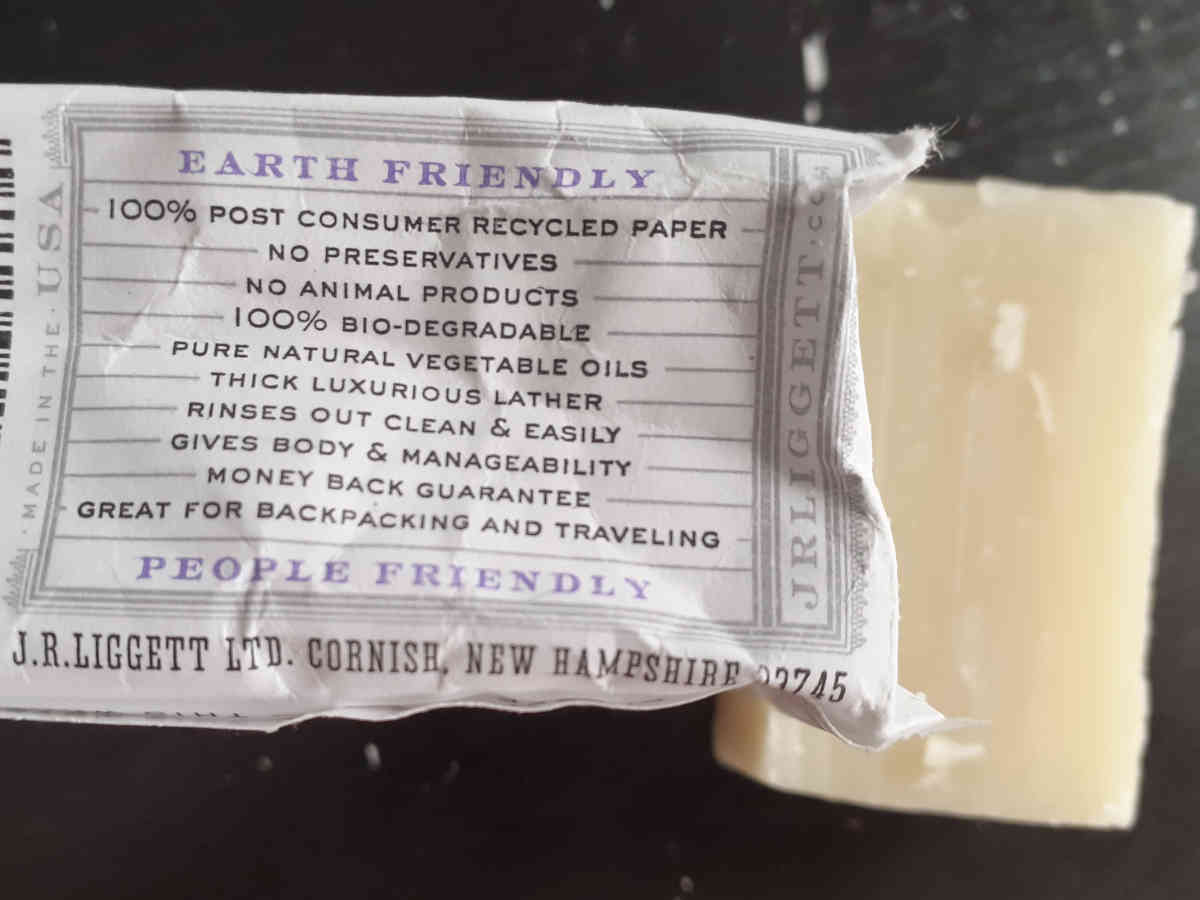 EARTH FRIENDLY
100% POST CONSUMER RECYCLED PAPER
NO PRESERVATIVES
NO ANIMAL PRODUCTS
100% BIO-DEGRADABLE
PURE NATURAL VEGETABLE OILS
THICK LUXURIOUS LATHER
RINSES OUT CLEAN & EASILY
GIVES BODY & MANAGEABILITY
MONEY BACK GUARANTEE
GREAT FOR BACKPACKING AND TRAVELING
PEOPLE FRIENDLY
J.R.LIGGETT LTD. CORNISH, NEW HAMPSHIRE
· MADE IN THE · USA
JRLIGGETT.COM